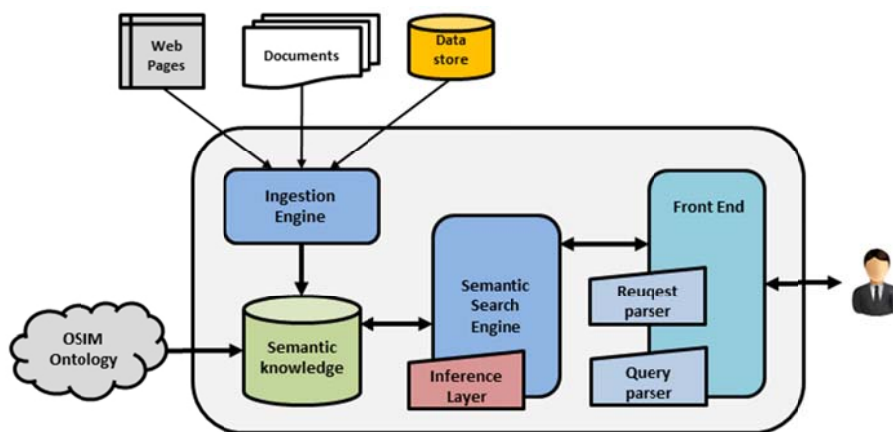 Web
Pages
Documents
Data
store
Ingestion
Engine
Front End
Semantic
Search
Engine
Reuqest
parser
OSIM
Ontology
Semantic
knowledge
Inference
Layer
Query
parser